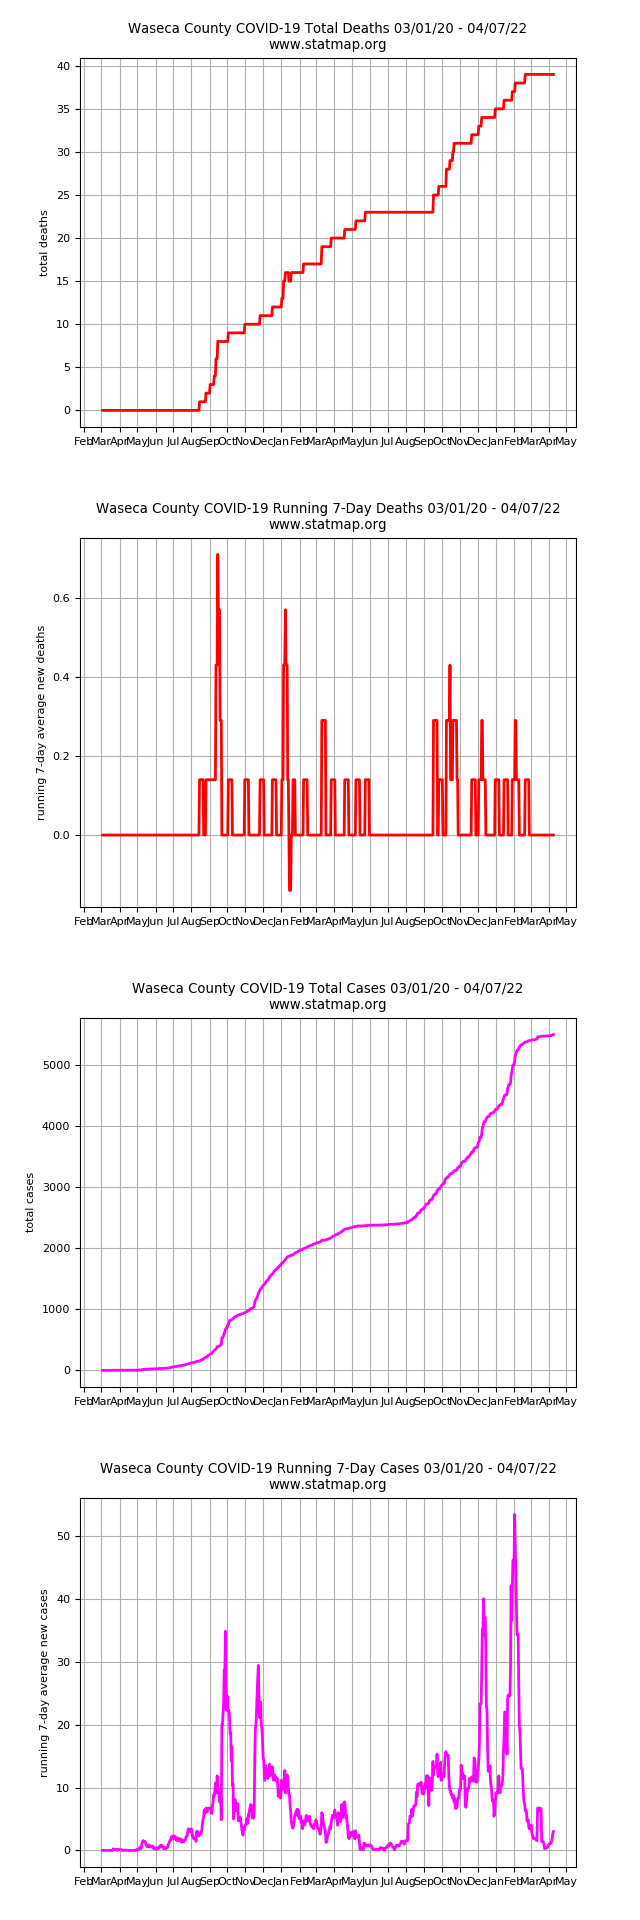 Waseca County COVID-19 Total Deaths 03/01/20 - 04/07/22
www.statmap.org
40
35
30
25
20
15
10
5
0
total deaths
Feb Mar Apr May Jun Jul Aug Sep Oct Nov Dec Jan Feb Mar Apr May Jun Jul Aug Sep Oct Nov Dec Jan Feb Mar Apr May
Waseca County COVID-19 Running 7-Day Deaths 03/01/20 - 04/07/22
www.statmap.org
0.6
0.4
0.2
0.0
running 7-day average new deaths
Feb Mar Apr May Jun Jul Aug Sep Oct Nov Dec Jan Feb Mar Apr May Jun Jul Aug Sep Oct Nov Dec Jan Feb Mar Apr May
Waseca County COVID-19 Total Cases 03/01/20 - 04/07/22
www.statmap.org
5000
4000
3000
2000
1000
0
total cases
Feb Mar Apr May Jun Jul Aug Sep Oct Nov Dec Jan Feb Mar Apr May Jun Jul Aug Sep Oct Nov Dec Jan Feb Mar Apr May
Waseca County COVID-19 Running 7-Day Cases 03/01/20 - 04/07/22
www.statmap.org
50
40
30
20
10
0
running 7-day average new cases
Feb Mar Apr May Jun Jul Aug Sep Oct Nov Dec Jan Feb Mar Apr May Jun Jul Aug Sep Oct Nov Dec Jan Feb Mar Apr May